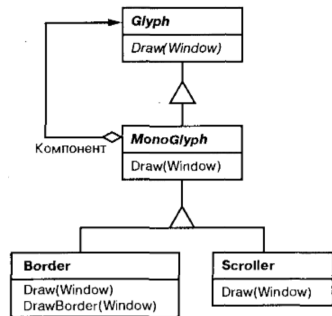 Glyph
Draw(Window)
Компонент
MonoGlyph
Draw(Window)
Border
Draw(Window)
DrawBorder(Window)
Scroller
Draw(Window)